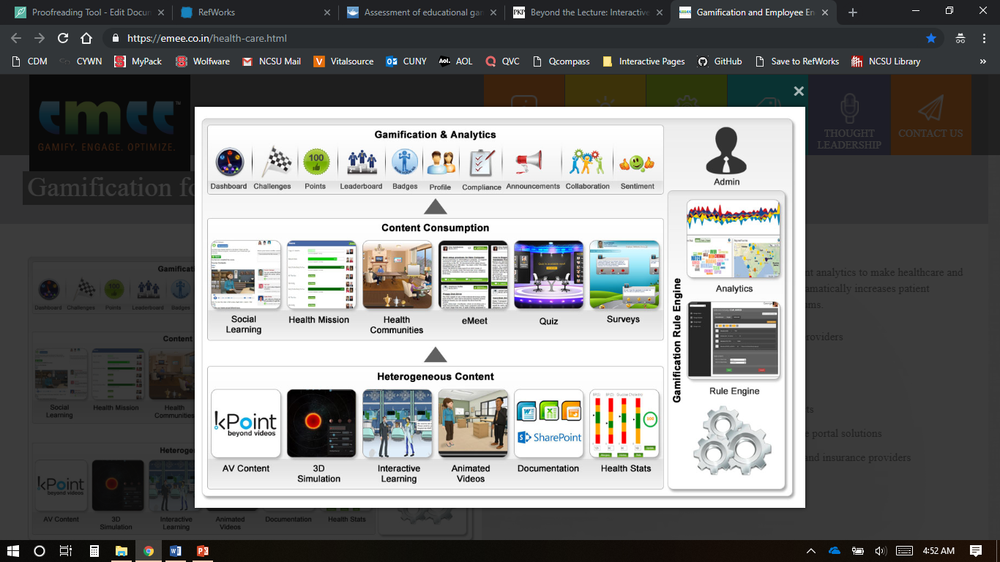 Proofreading Tool - Edit Docum
RefWorks
Assessment of educational gam
PKP
Beyond the Lecture: Interactive
Gamification and Employee En
https://emee.co.in/health-care.html
CDM
CYWN
MyPack
Wolfware
NCSU Mail
Vitalsource
CUNY
Aol.
AOL
QVC
Qcompass
Interactive Pages
GitHub
Save to RefWorks
NCSU Library
»
emee™
GAMIFY. ENGAGE. OPTIMIZE.
THOUGHT
LEADERSHIP
CONTACT US
Gamification fo
Gamification & Analytics
100
Dashboard
Challenges
Points
Leaderboard
Badges
Profile
Compliance
Announcements
Collaboration
Sentiment
Content Consumption
Social
Learning
Health Mission
Health
Communities
eMeet
Quiz
Surveys
Heterogeneous Content
kPoint
beyond videos
SharePoint
AV Content
3D
Simulation
Interactive
Learning
Animated
Videos
Documentation
Health Stats
Admin
Gamification Rule Engine
Analytics
Rule Engine
Gamifica
Dashboard
Challenges
Points
Leaderboard
Badges
Content
Social
Learning
Health Mission
Health
Communities
Heterog
kPoint
beyond videos
AV Content
3D
Simulation
Interactive
Learning
Animated
Videos
Documentation
Health Stats
analytics to make healthcare and
amatically increases patient
ms.
roviders
ts
e portal solutions
and insurance providers
4:52 AM